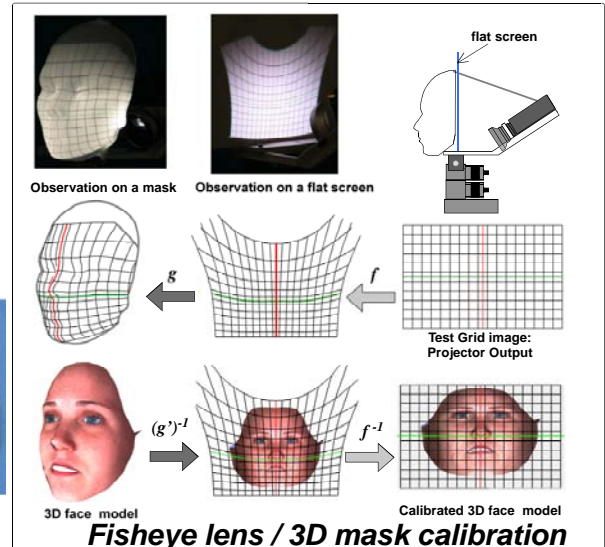 flat screen
Observation on a mask
Observation on a flat screen
g
f
Test Grid image:
Projector Output
(g')-1
f -1
3D face model
Calibrated 3D face model
Fisheye lens / 3D mask calibration